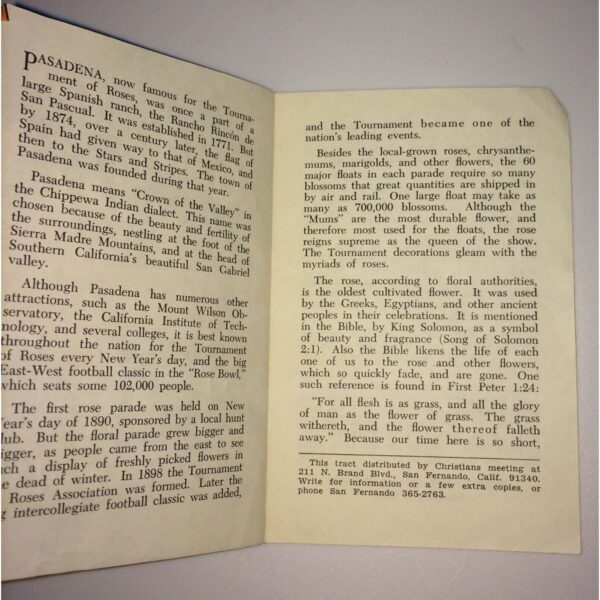 PASADENA, now famous for the Tourna-
ment of Roses, was once a part of a
large Spanish ranch, the Rancho Rincón de
San Pascual. It was established in 1771. But
by 1874, over a century later, the flag of
Spain had given way to that of Mexico, and
then to the Stars and Stripes. The town of
Pasadena was founded during that year.
Pasadena means "Crown of the Valley" in
the Chippewa Indian dialect. This name was
chosen because of the beauty and fertility of
the surroundings, nestling at the foot of the
Sierra Madre Mountains, and at the head of
Southern California's beautiful San Gabriel
valley.
Although Pasadena has numerous other
attractions, such as the Mount Wilson Ob-
servatory, the California Institute of Tech-
nology, and several colleges, it is best known
throughout the nation for the Tournament
of Roses every New Year's day, and the big
East-West football classic in the "Rose Bowl,"
which seats some 102,000 people.
The first rose parade was held on New
Year's day of 1890, sponsored by a local hunt
lub. But the floral parade grew bigger and
igger, as people came from the east to see
ch a display of freshly picked flowers in
e dead of winter. In 1898 the Tournament
Roses Association was formed. Later the
g intercollegiate football classic was added,
and the Tournament became one of the
nation's leading events.
Besides the local-grown roses, chrysanthe-
mums, marigolds, and other flowers, the 60
major floats in each parade require so many
blossoms that great quantities are shipped in
by air and rail. One large float may take as
many as 700,000 blossoms. Although the
"Mums" are the most durable flower, and
therefore most used for the floats, the rose
reigns supreme as the queen of the show.
The Tournament decorations gleam with the
myriads of roses.
The rose, according to floral authorities,
is the oldest cultivated flower. It was used
by the Greeks, Egyptians, and other ancient
peoples in their celebrations. It is mentioned
in the Bible, by King Solomon, as a symbol
of beauty and fragrance (Song of Solomon
2:1). Also the Bible likens the life of each
one of us to the rose and other flowers,
which so quickly fade, and are gone. One
such reference is found in First Peter 1:24:
"For all flesh is as grass, and all the glory
of man as the flower of grass. The grass
withereth, and the flower thereof falleth
away." Because our time here is so short,
This tract distributed by Christians meeting at
211 N. Brand Blvd., San Fernando, Calif. 91340.
Write for information or a few extra copies, or
phone San Fernando 365-2763.